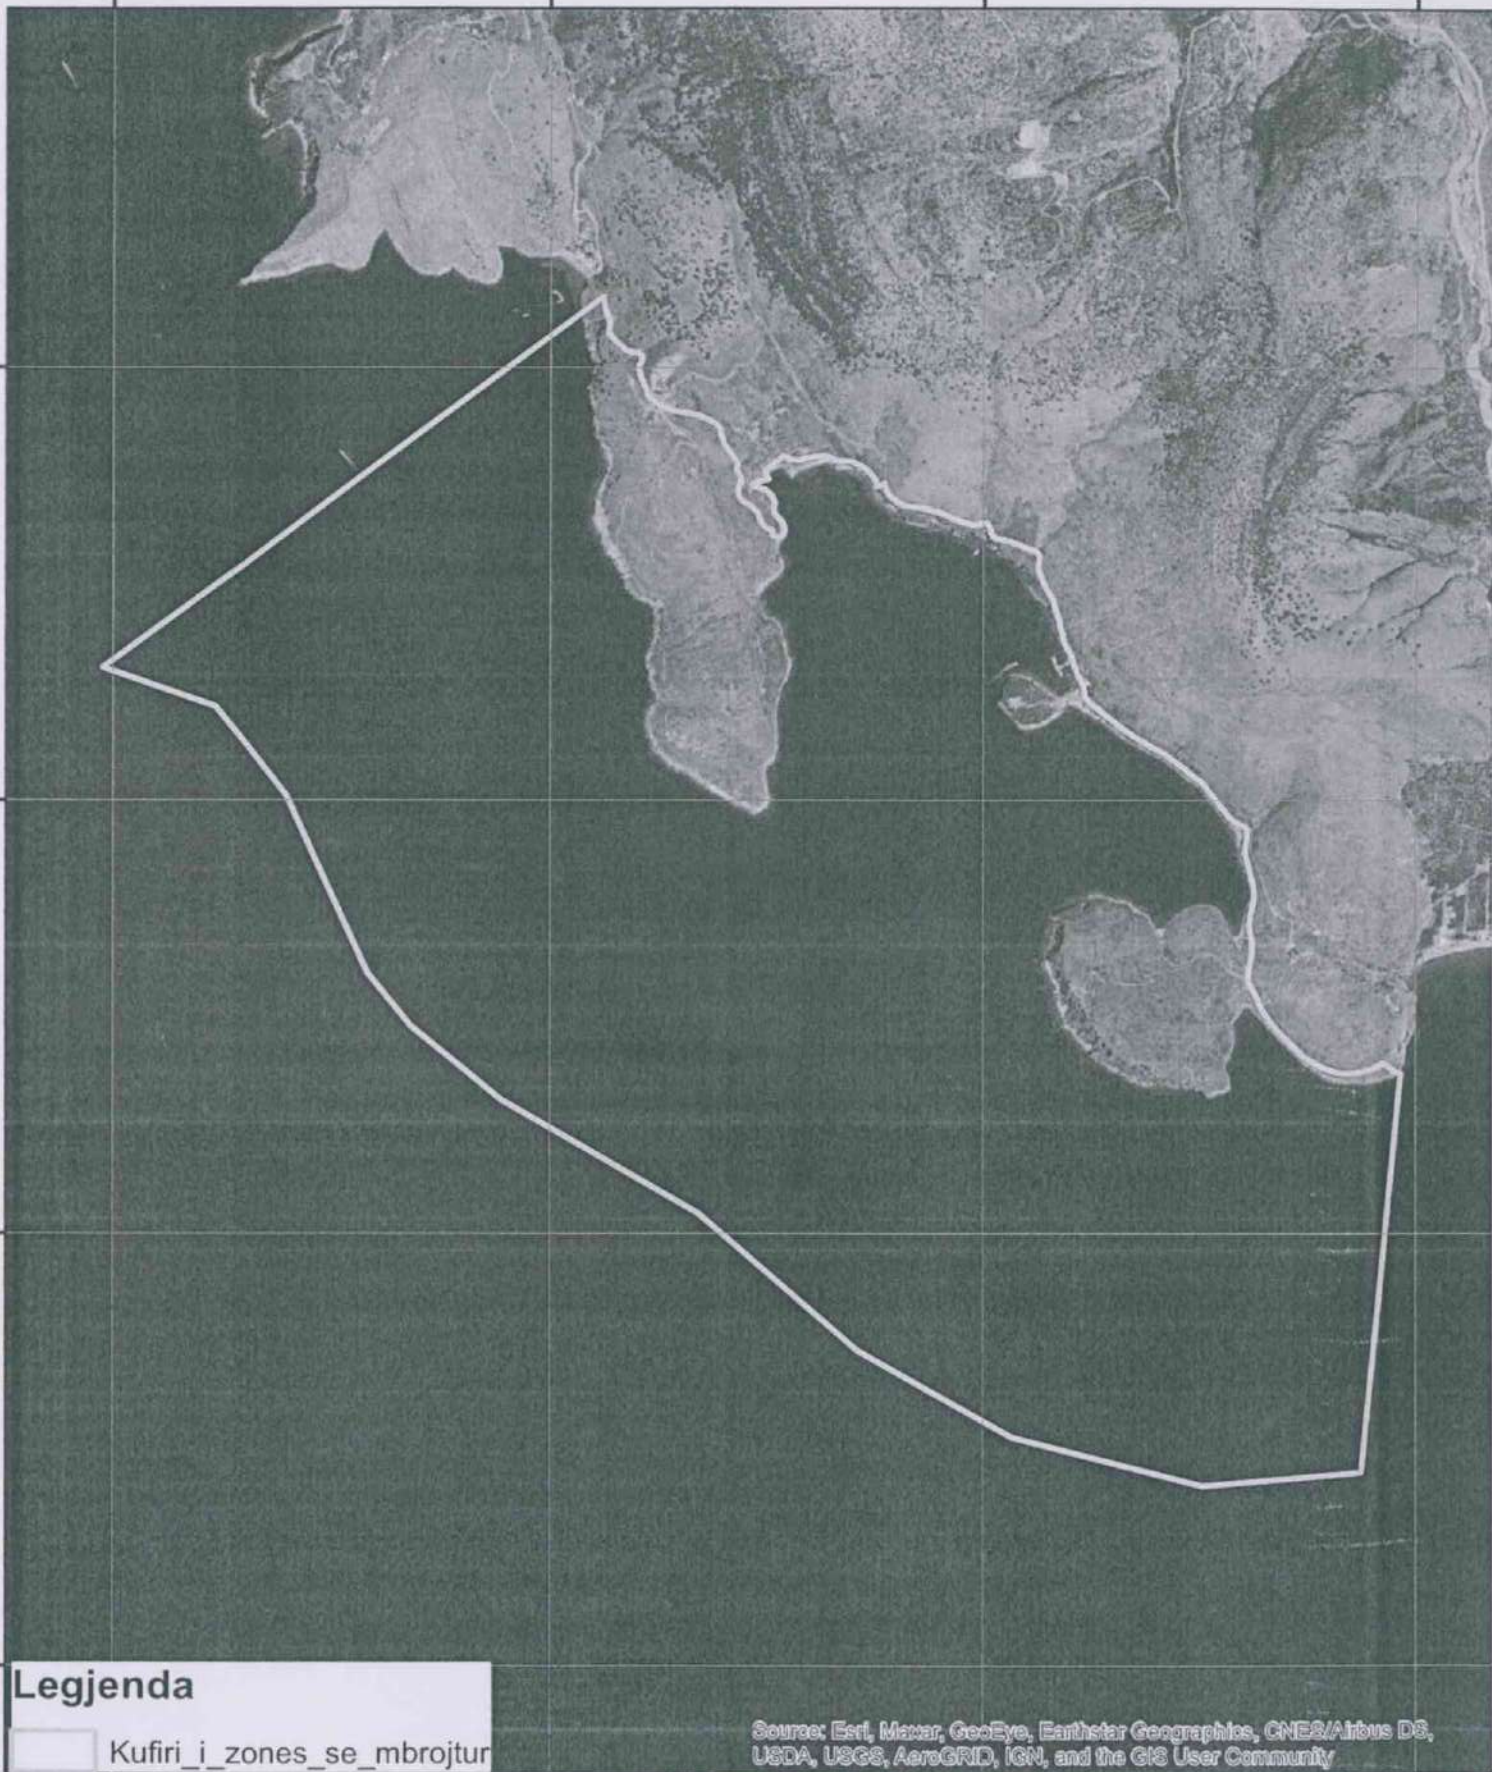 Legjenda
Kufiri_i_zones_se_mbrojtur
Source: Esri, Maxar, GeoEye, Earthstar Geographics, CNES/Airbus DS,
USDA, USGS, AeroGRID, IGN, and the GIS User Community